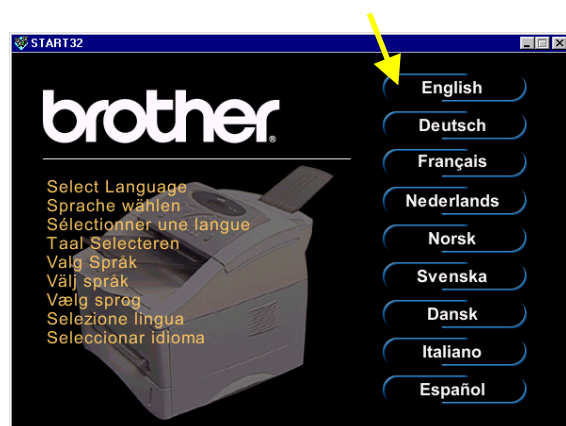 START32
brother
Select Language
Sprache wählen
Sélectionner une langue
Taal Selecteren
Valg Språk
Välj språk
Vælg sprog
Selezione lingua
Seleccionar idioma
English
Deutsch
Français
Nederlands
Norsk
Svenska
Dansk
Italiano
Español